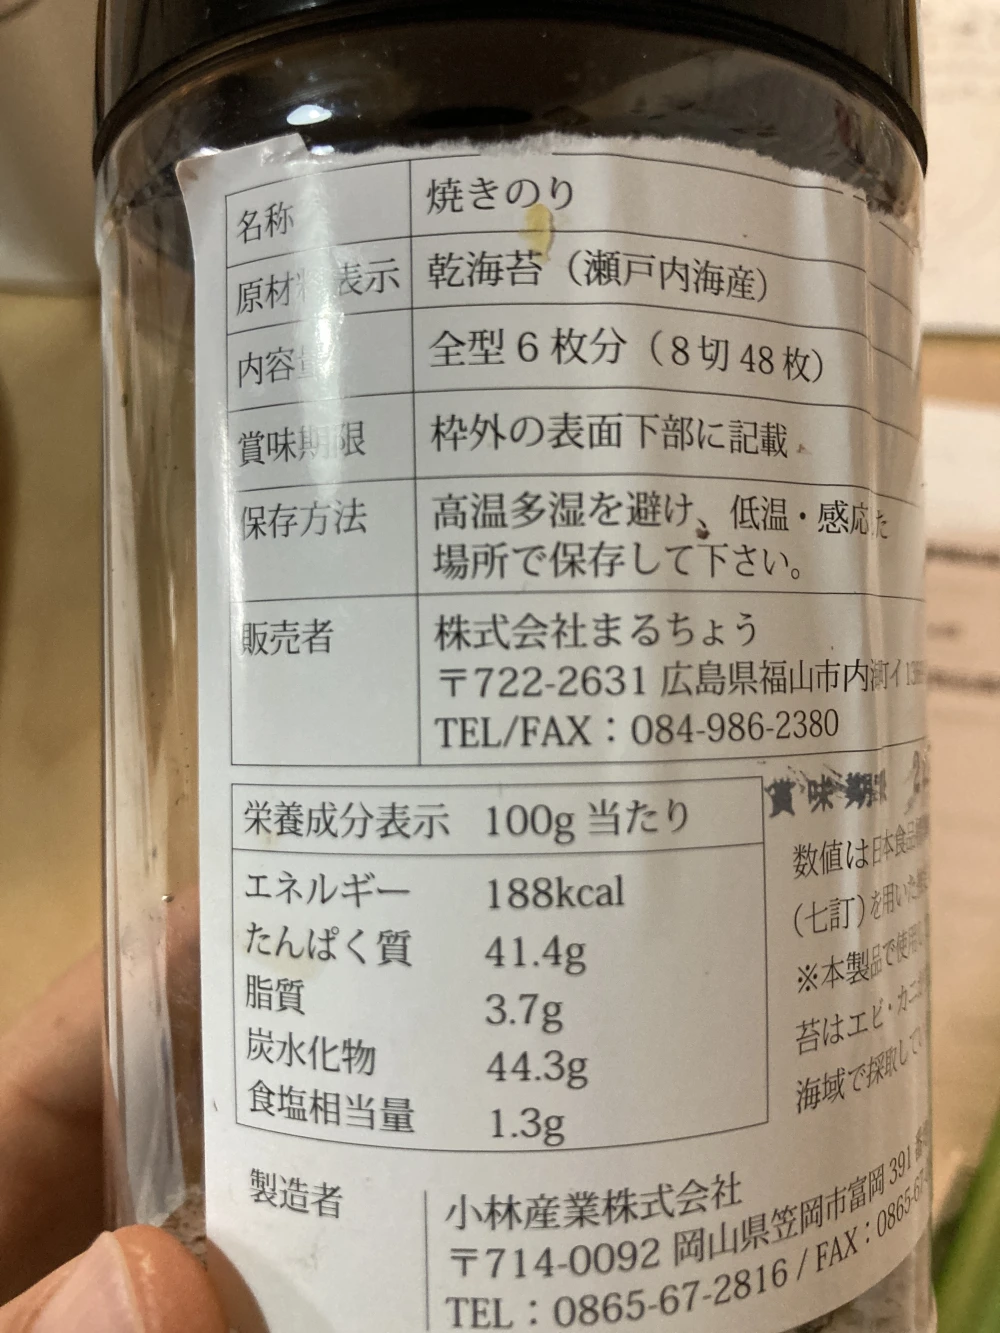 名称 焼きのり
原材料表示 乾海苔（瀬戸内海産）
内容量 全型6枚分（8切48枚）
賞味期限 枠外の表面下部に記載
保存方法 高温多湿を避け、低温・感応した
場所で保存して下さい。
販売者 株式会社まるちょう
〒722-2631 広島県福山市内海町イ
TEL/FAX：084-986-2380
賞味期限
栄養成分表示 100g 当たり
エネルギー 188kcal
たんぱく質 41.4g
脂質 3.7g
炭水化物 44.3g
食塩相当量 1.3g
数値は日本食品
(七訂)を用いた
※本製品で使用
苔はエビ・カニ
海域で採取して
製造者 小林産業株式会社
〒714-0092 岡山県笠岡市富岡 391
TEL：0865-67-2816 / FAX：0865-67